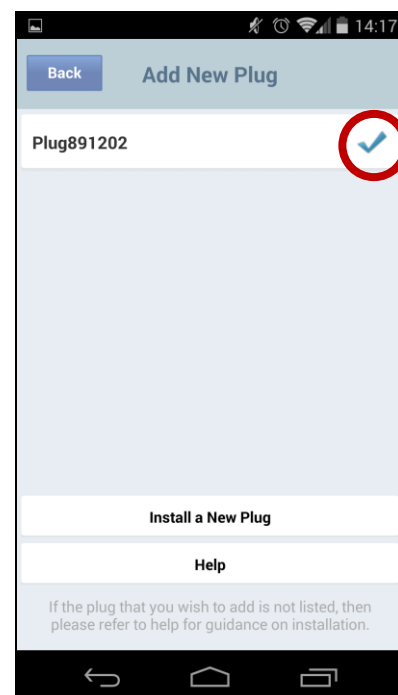 14:17
Back
Add New Plug
Plug891202
Install a New Plug
Help
If the plug that you wish to add is not listed, then
please refer to help for guidance on installation.